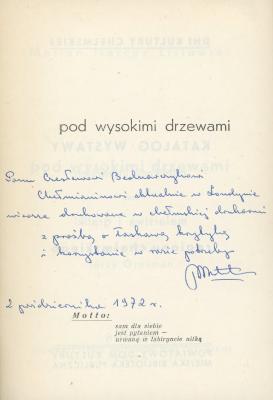 pod wysokimi drzewami
Panu Czesławowi Bednarczykowi
Chełmianinowi aktualnie w Londynie
wiersze drukowane w chełmskiej drukarni
z prośbą o łaskawą krytykę
i korzystanie w razie potrzeby
2 października 1972 r.
Motto:
sam dla siebie
jest pytaniem —
urwaną w labiryncie nitką